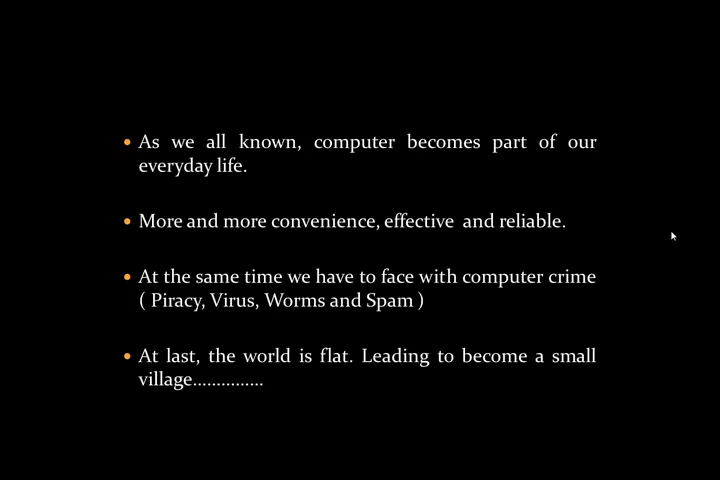 • As we all known, computer becomes part of our
everyday life.
• More and more convenience, effective and reliable.
• At the same time we have to face with computer crime
( Piracy, Virus, Worms and Spam )
• At last, the world is flat. Leading to become a small
village...............